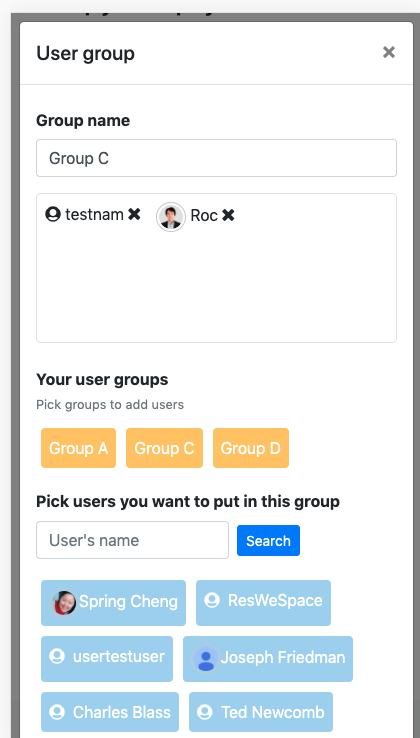 User group ×
Group name
Group C
testnam ✖ Roc ✖
Your user groups
Pick groups to add users
Group A Group C Group D
Pick users you want to put in this group
User's name Search
Spring Cheng ResWeSpace
usertestuser Joseph Friedman
Charles Blass Ted Newcomb